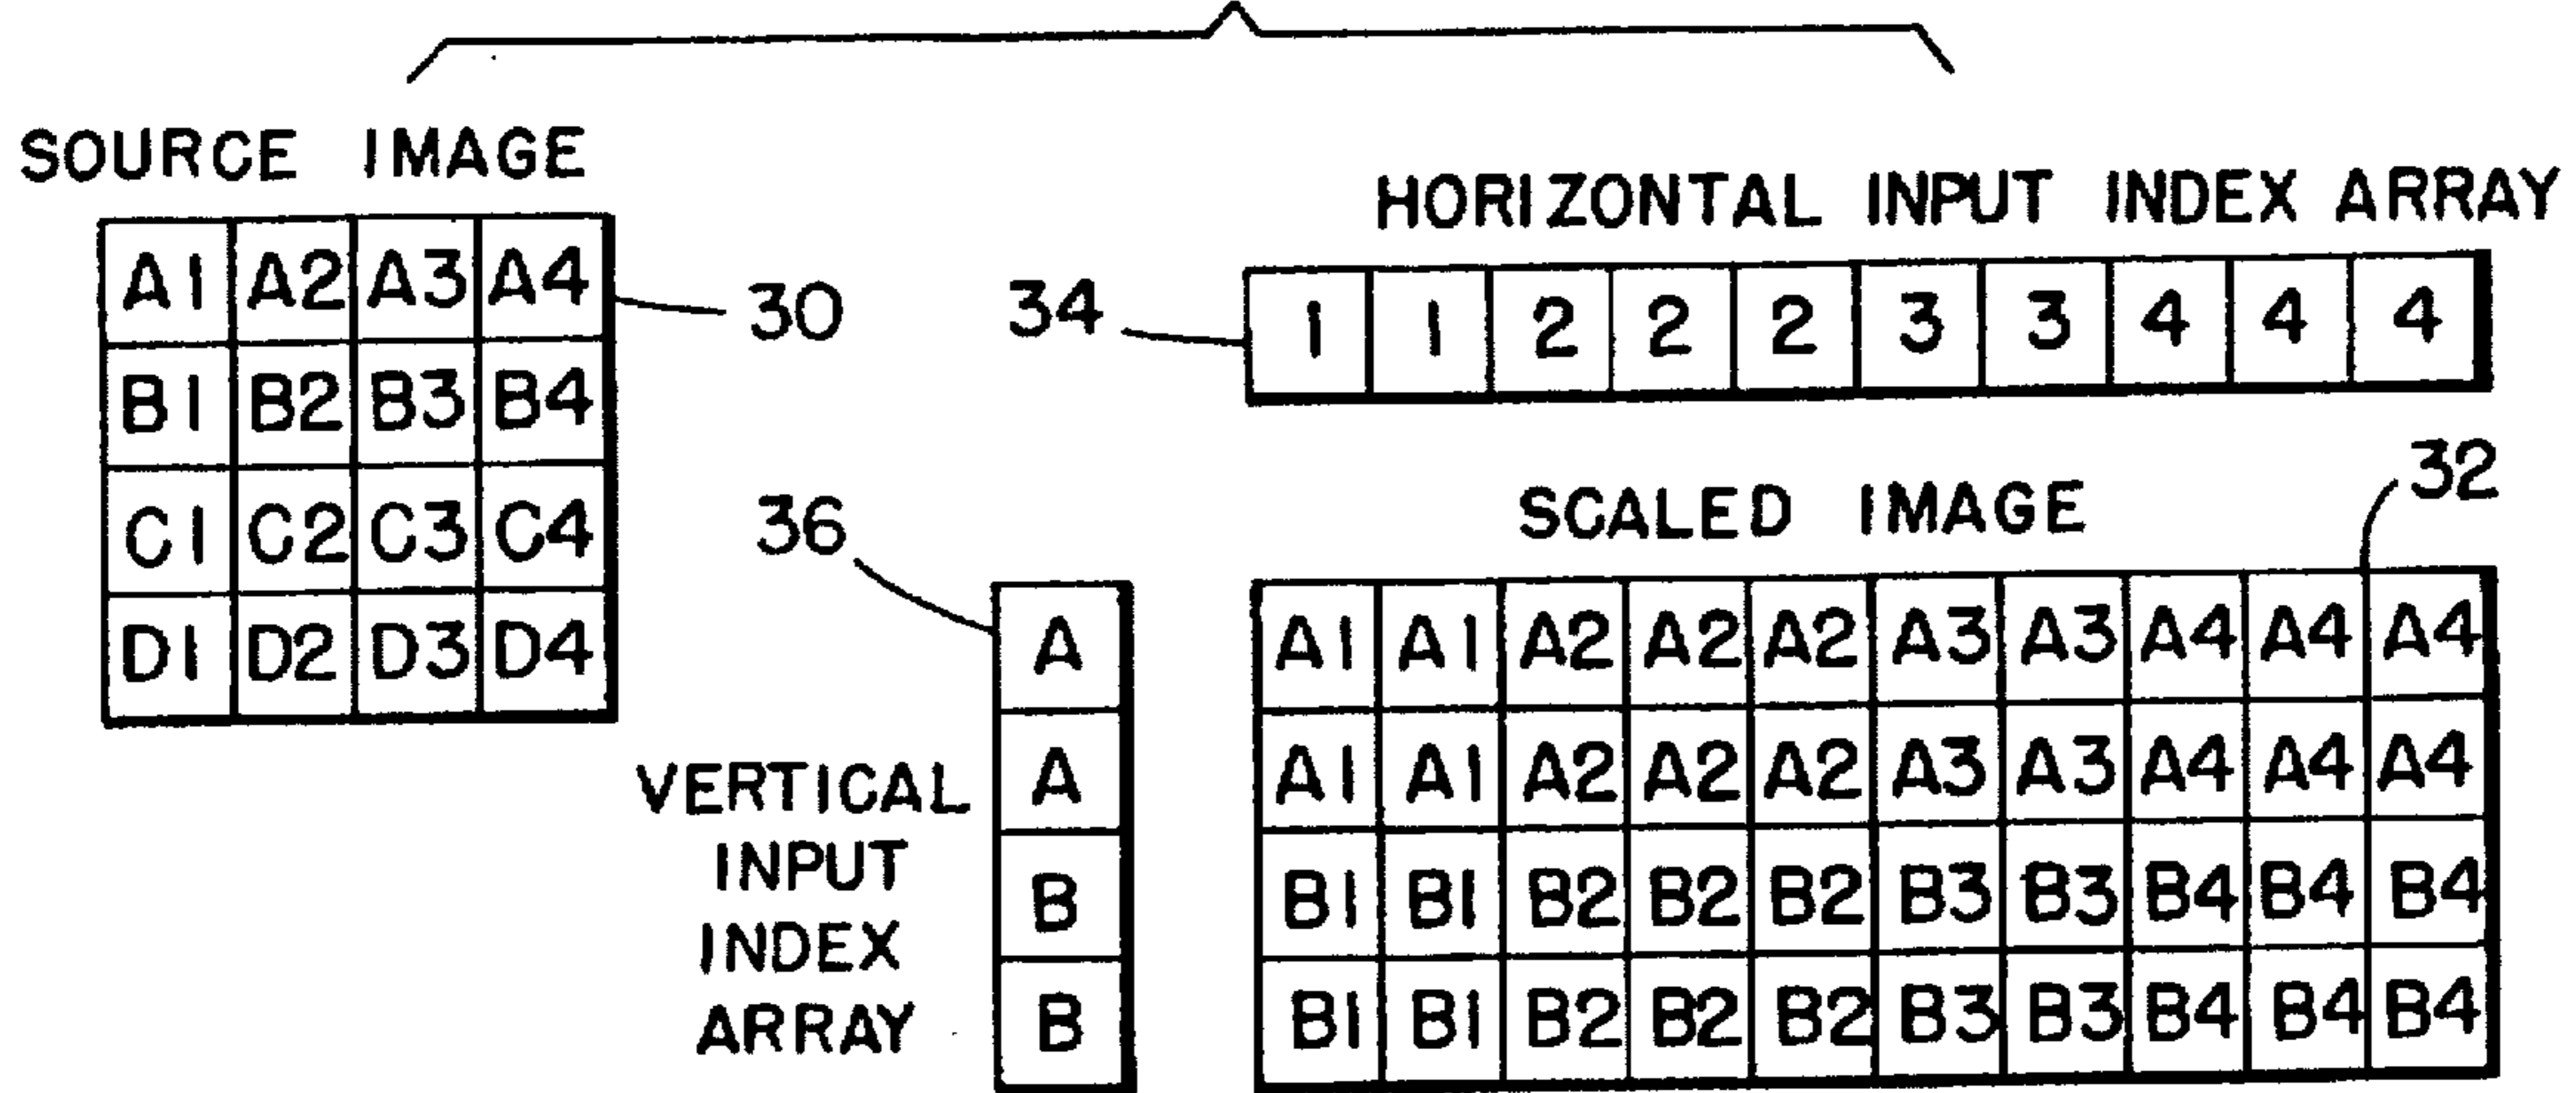 SOURCE IMAGE
A1 A2 A3 A4
B1 B2 B3 B4
C1 C2 C3 C4
D1 D2 D3 D4
30
HORIZONTAL INPUT INDEX ARRAY
34
1 1 2 2 2 3 3 4 4 4
36
VERTICAL
INPUT
INDEX
ARRAY
A
A
B
B
SCALED IMAGE
32
A1 A1 A2 A2 A2 A3 A3 A4 A4 A4
A1 A1 A2 A2 A2 A3 A3 A4 A4 A4
B1 B1 B2 B2 B2 B3 B3 B4 B4 B4
B1 B1 B2 B2 B2 B3 B3 B4 B4 B4